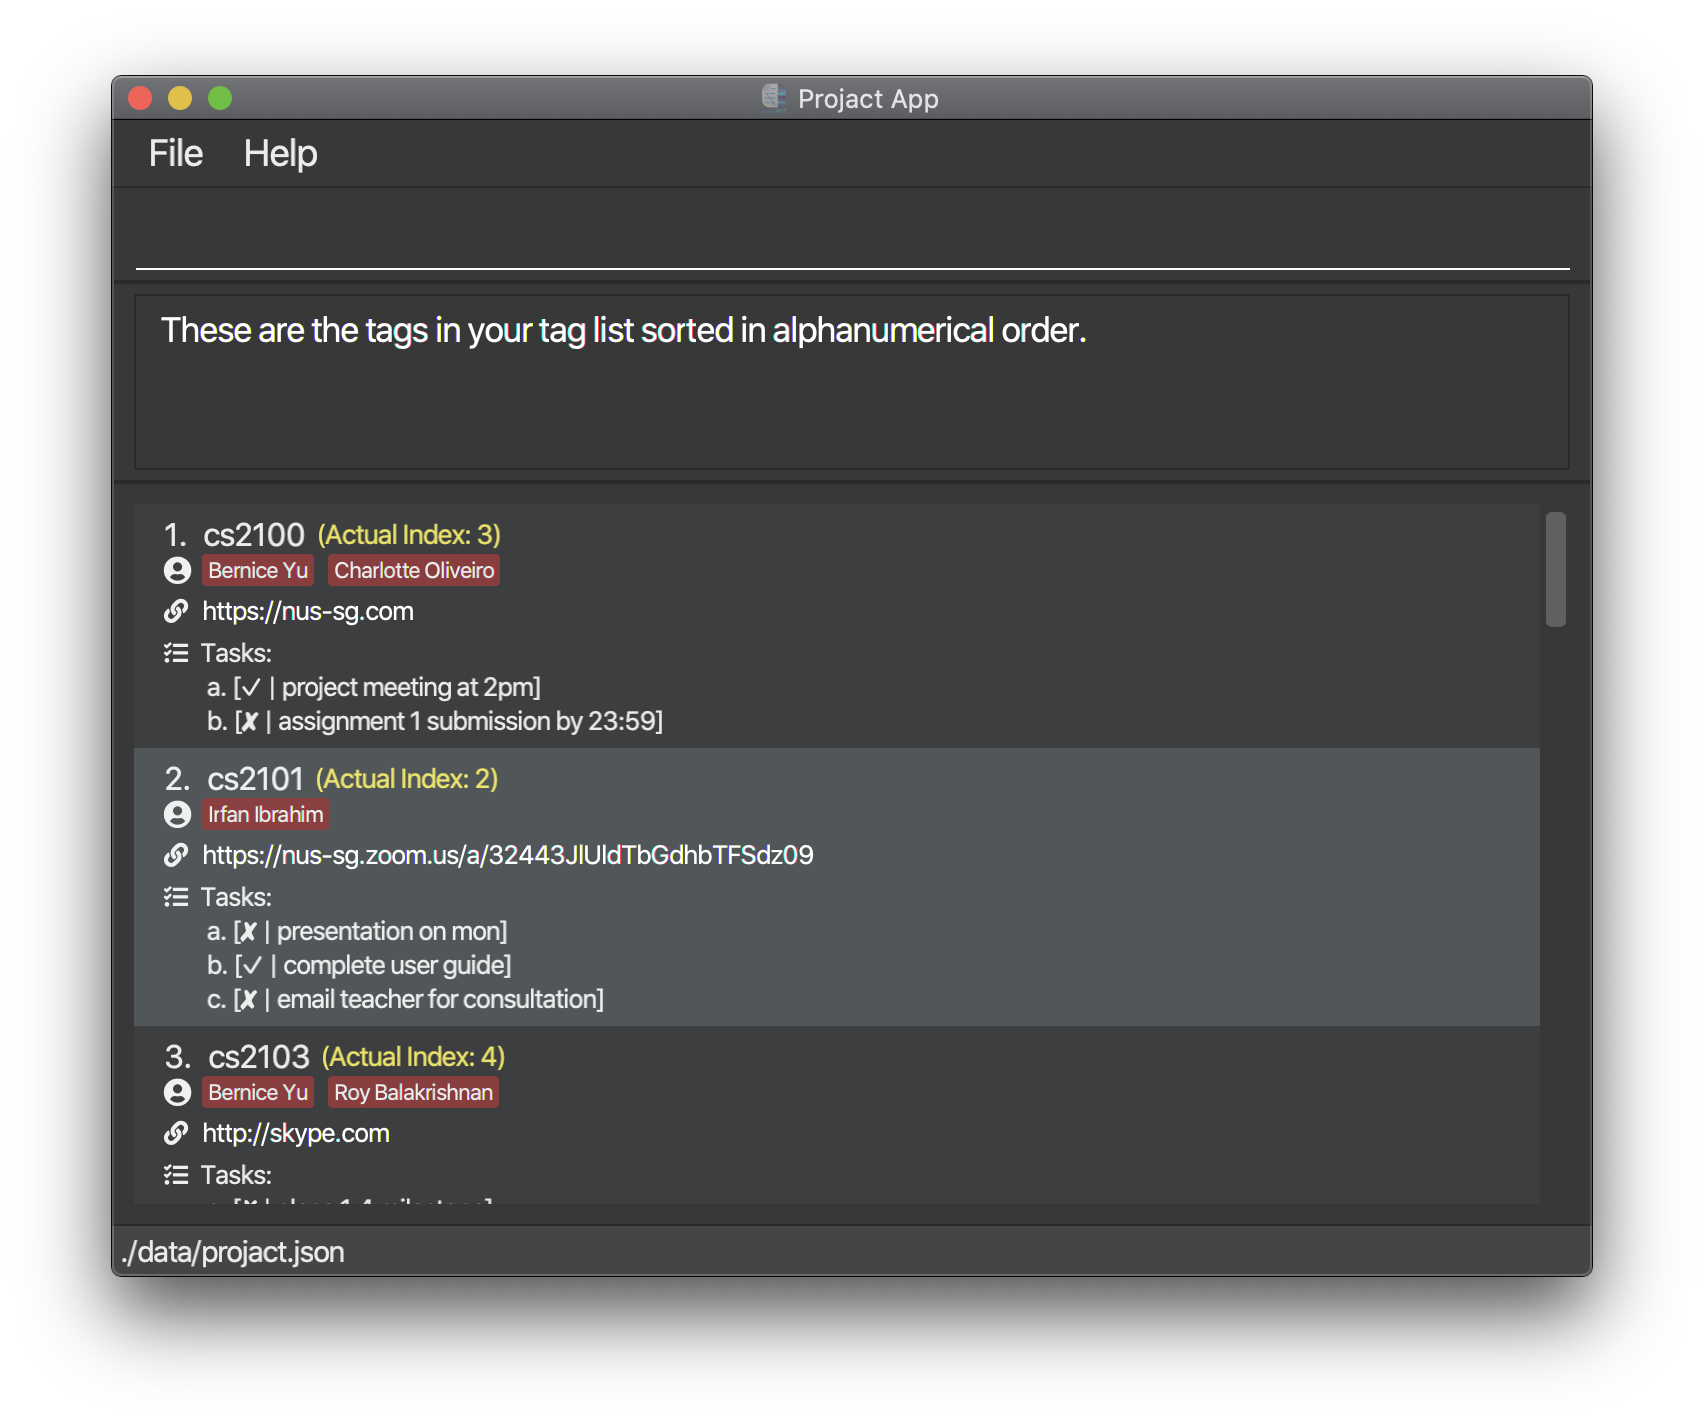 Projact App
File Help
These are the tags in your tag list sorted in alphanumerical order.
1. cs2100 (Actual Index: 3)
Bernice Yu Charlotte Oliveiro
https://nus-sg.com
Tasks:
a. [✓ | project meeting at 2pm]
b. [✗ | assignment 1 submission by 23:59]
2. cs2101 (Actual Index: 2)
Irfan Ibrahim
https://nus-sg.zoom.us/a/32443JlUldTbGdhbTFSdz09
Tasks:
a. [✗ | presentation on mon]
b. [✓ | complete user guide]
c. [✗ | email teacher for consultation]
3. cs2103 (Actual Index: 4)
Bernice Yu Roy Balakrishnan
http://skype.com
Tasks:
./data/projact.json